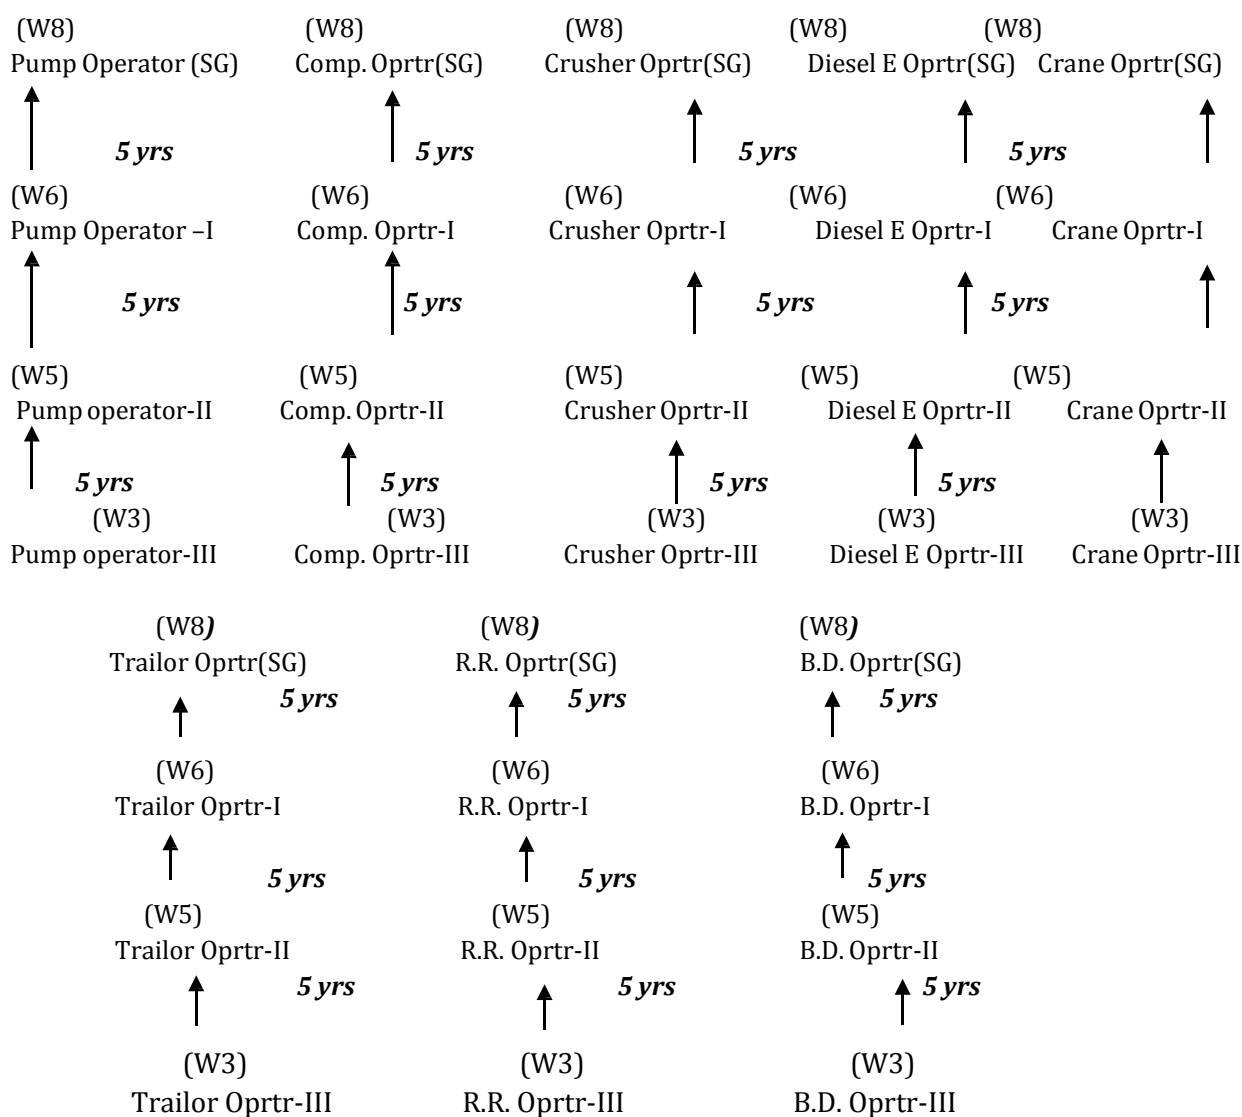 (W8) (W8) (W8) (W8) (W8)
Pump Operator (SG) Comp. Oprtr(SG) Crusher Oprtr(SG) Diesel E Oprtr(SG) Crane Oprtr(SG)
5 yrs 5 yrs 5 yrs 5 yrs
(W6) (W6) (W6) (W6) (W6)
Pump Operator –I Comp. Oprtr-I Crusher Oprtr-I Diesel E Oprtr-I Crane Oprtr-I
5 yrs 5 yrs 5 yrs 5 yrs
(W5) (W5) (W5) (W5) (W5)
Pump operator-II Comp. Oprtr-II Crusher Oprtr-II Diesel E Oprtr-II Crane Oprtr-II
5 yrs 5 yrs 5 yrs 5 yrs
(W3) (W3) (W3) (W3) (W3)
Pump operator-III Comp. Oprtr-III Crusher Oprtr-III Diesel E Oprtr-III Crane Oprtr-III
(W8) (W8) (W8)
Trailor Oprtr(SG) R.R. Oprtr(SG) B.D. Oprtr(SG)
5 yrs 5 yrs 5 yrs
(W6) (W6) (W6)
Trailor Oprtr-I R.R. Oprtr-I B.D. Oprtr-I
5 yrs 5 yrs 5 yrs
(W5) (W5) (W5)
Trailor Oprtr-II R.R. Oprtr-II B.D. Oprtr-II
5 yrs 5 yrs 5 yrs
(W3) (W3) (W3)
Trailor Oprtr-III R.R. Oprtr-III B.D. Oprtr-III